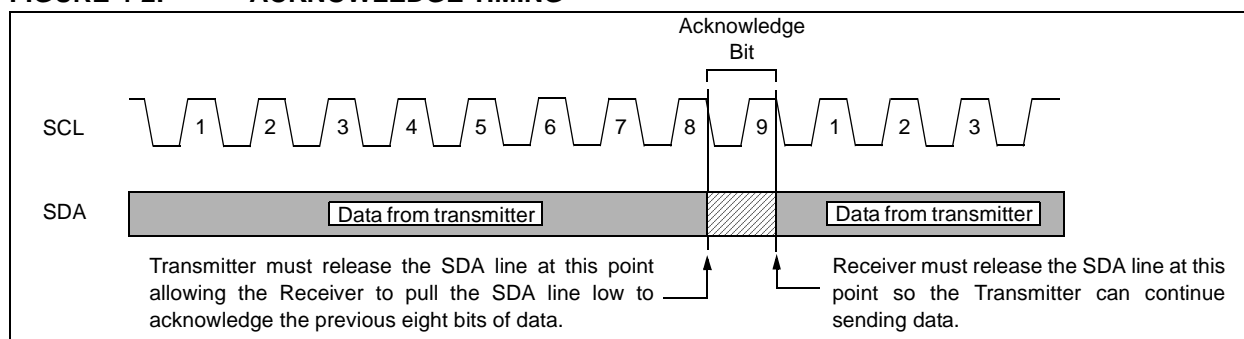 FIGURE 4-2: ACKNOWLEDGE TIMING
Acknowledge
Bit
SCL 1 2 3 4 5 6 7 8 9 1 2 3
SDA Data from transmitter Data from transmitter
Transmitter must release the SDA line at this point
allowing the Receiver to pull the SDA line low to
acknowledge the previous eight bits of data.
Receiver must release the SDA line at this
point so the Transmitter can continue
sending data.